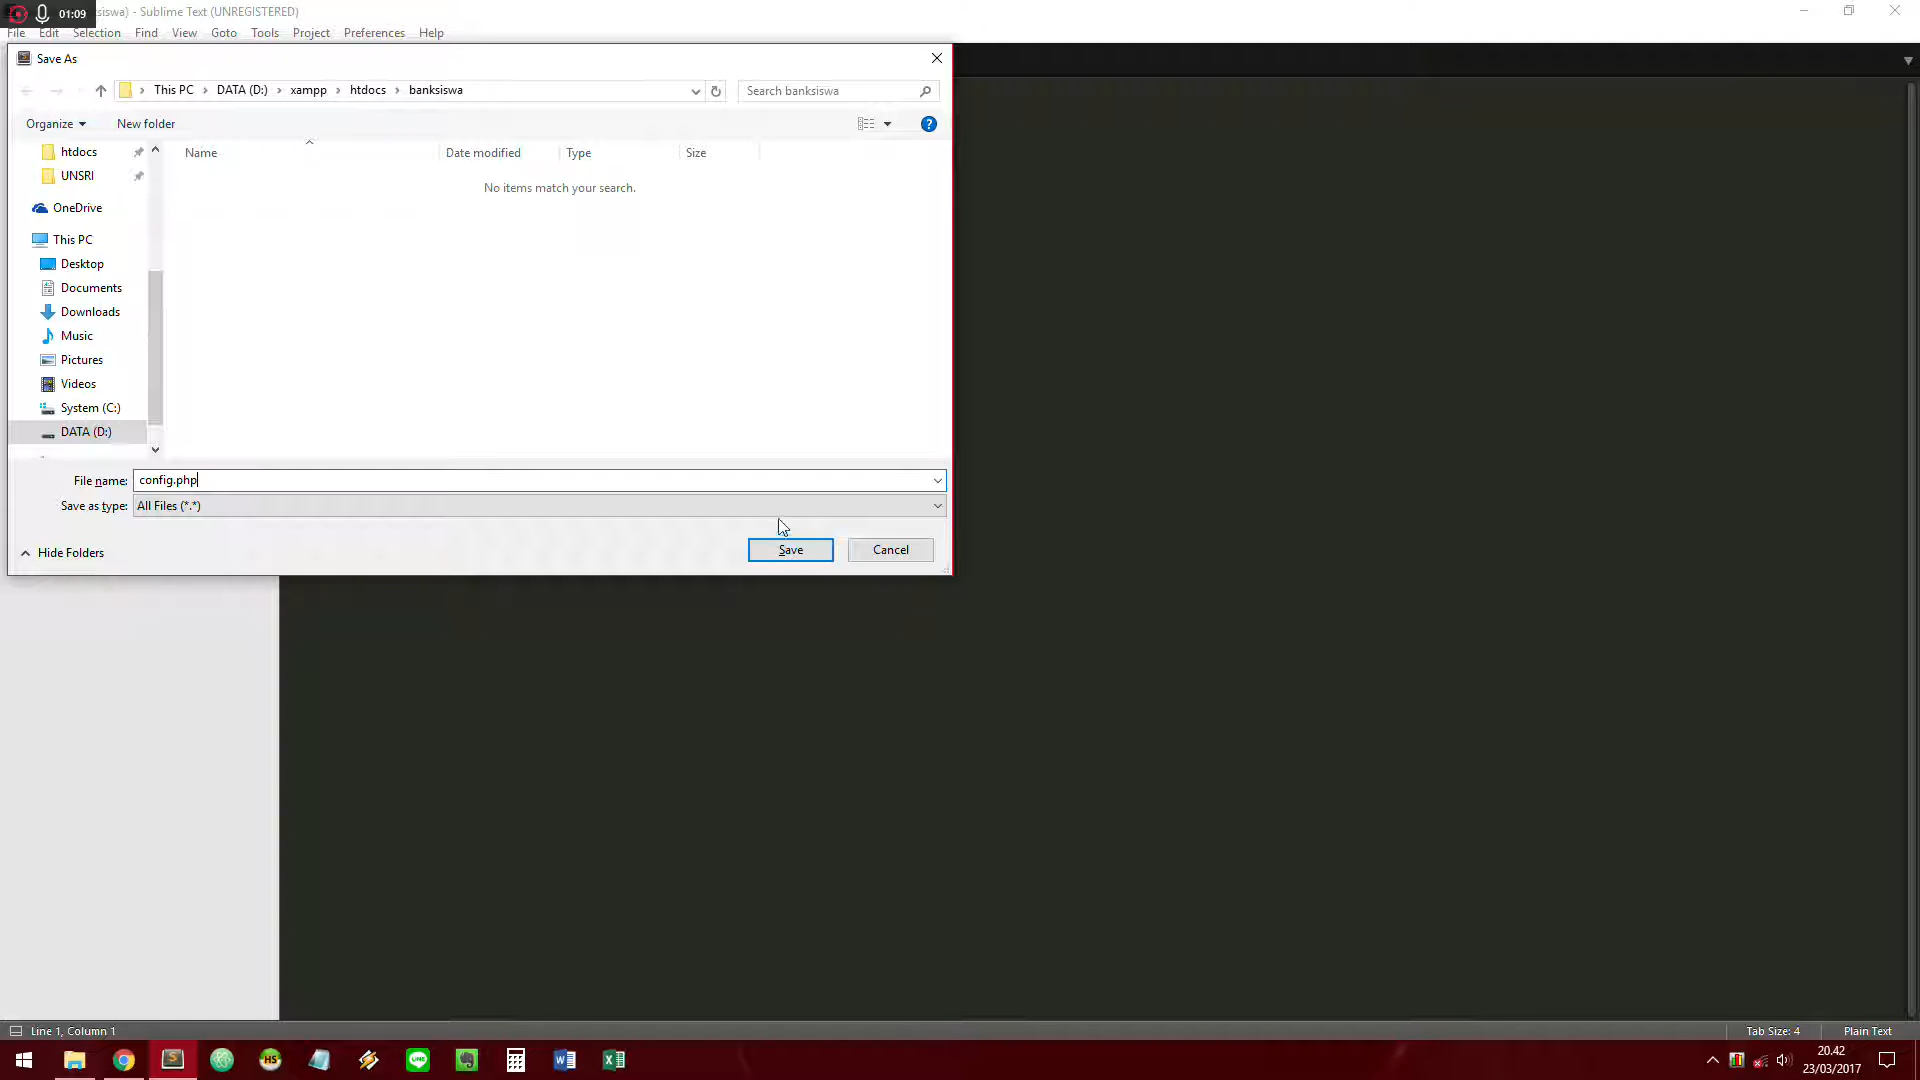 01:09
siswa) - Sublime Text (UNREGISTERED)
File Edit Selection Find View Goto Tools Project Preferences Help
Save As
This PC DATA (D:) xampp htdocs banksiswa
Search banksiswa
Organize New folder
htdocs
UNSRI
OneDrive
This PC
Desktop
Documents
Downloads
Music
Pictures
Videos
System (C:)
DATA (D:)
Name Date modified Type Size
No items match your search.
File name: config.php
Save as type: All Files (*.*)
Hide Folders
Save Cancel
Line 1, Column 1
Tab Size: 4 Plain Text
HS
LINE
20.42
23/03/2017